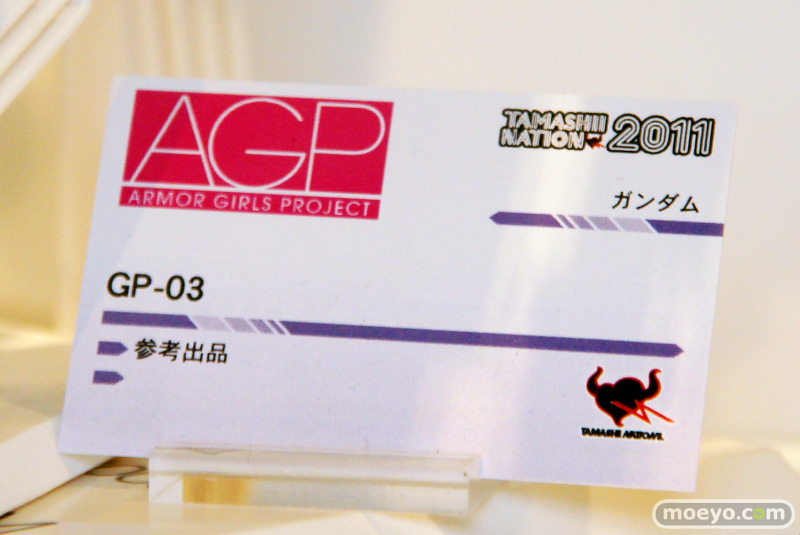 AGP
ARMOR GIRLS PROJECT
TAMASHII
NATION 2011
ガンダム
GP-03
参考出品
TAMASHII NATIONS
moeyo.com